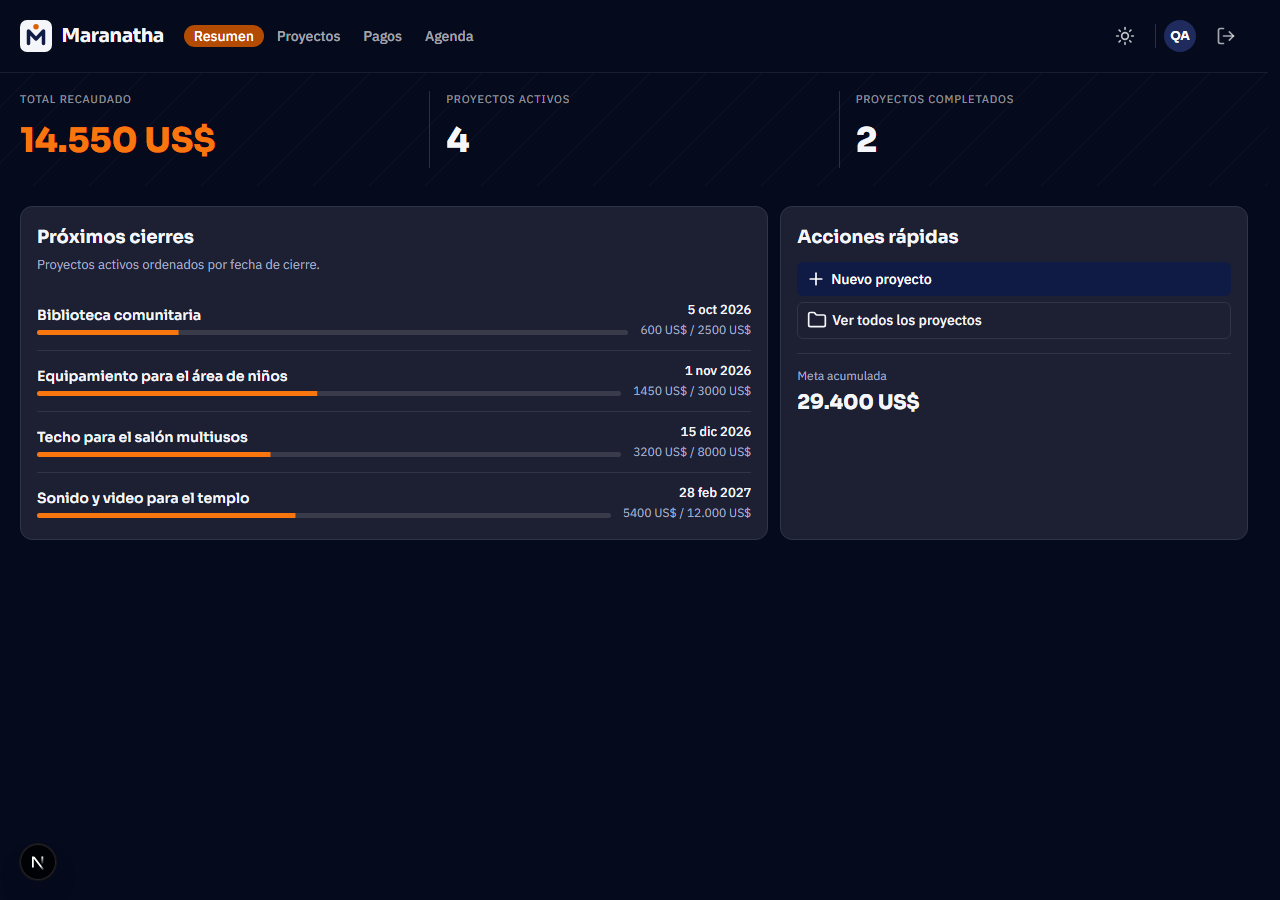 Maranatha
Resumen
Proyectos
Pagos
Agenda
QA
TOTAL RECAUDADO
14.550 US$
PROYECTOS ACTIVOS
4
PROYECTOS COMPLETADOS
2
Próximos cierres
Proyectos activos ordenados por fecha de cierre.
Biblioteca comunitaria
5 oct 2026
600 US$ / 2500 US$
Equipamiento para el área de niños
1 nov 2026
1450 US$ / 3000 US$
Techo para el salón multiusos
15 dic 2026
3200 US$ / 8000 US$
Sonido y video para el templo
28 feb 2027
5400 US$ / 12.000 US$
Acciones rápidas
Nuevo proyecto
Ver todos los proyectos
Meta acumulada
29.400 US$
N